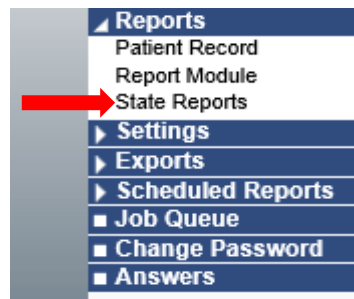 Reports
Patient Record
Report Module
State Reports
Settings
Exports
Scheduled Reports
Job Queue
Change Password
Answers